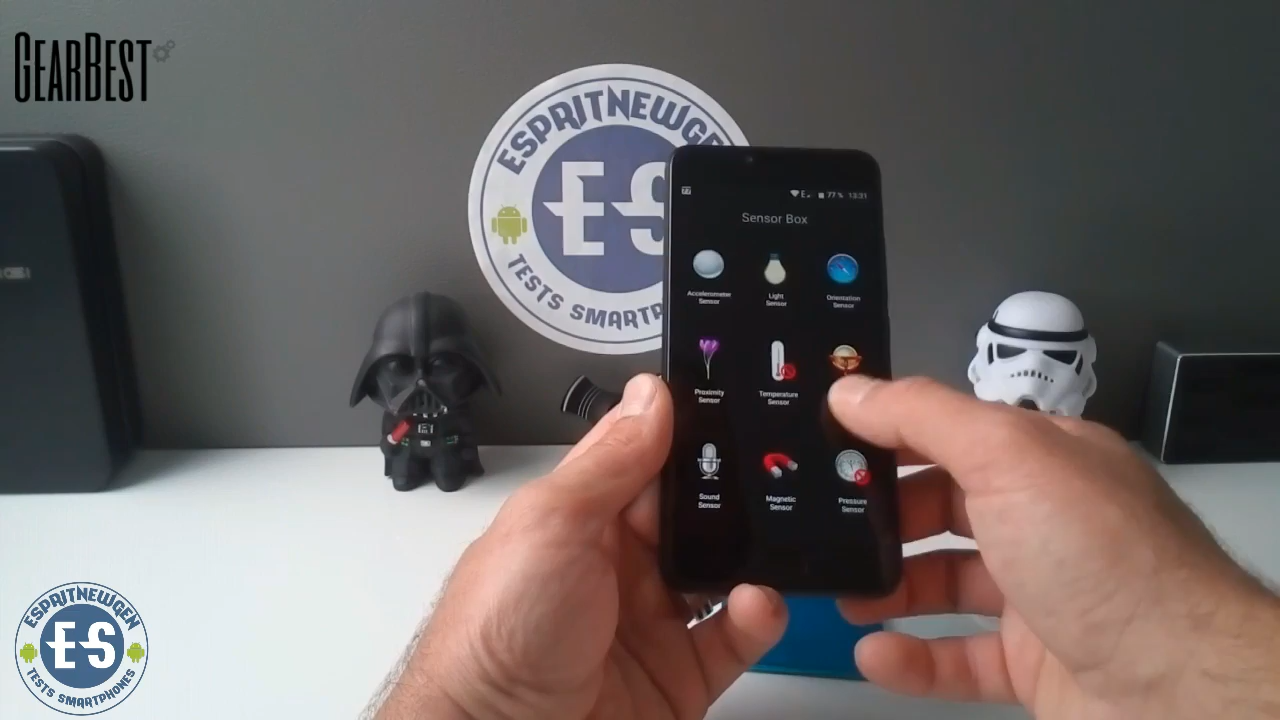 GEARBEST
ESPRITNEWGEN
ES
TESTS SMARTP
77% 13:31
Sensor Box
Accelerometer Sensor
Light Sensor
Orientation Sensor
Proximity Sensor
Temperature Sensor
Sound Sensor
Magnetic Sensor
Pressure Sensor
ESPRITNEWGEN
ES
TESTS SMARTPHONES